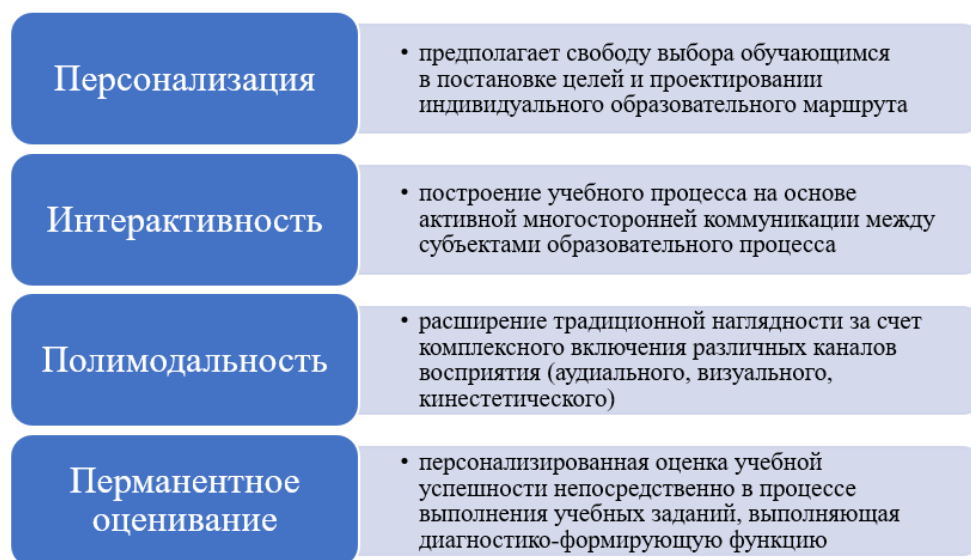 Персонализация
• предполагает свободу выбора обучающимся
в постановке целей и проектировании
индивидуального образовательного маршрута
Интерактивность
• построение учебного процесса на основе
активной многосторонней коммуникации между
субъектами образовательного процесса
Полимодальность
• расширение традиционной наглядности за счет
комплексного включения различных каналов
восприятия (аудиального, визуального,
кинестетического)
Перманентное
оценивание
• персонализированная оценка учебной
успешности непосредственно в процессе
выполнения учебных заданий, выполняющая
диагностико-формирующую функцию